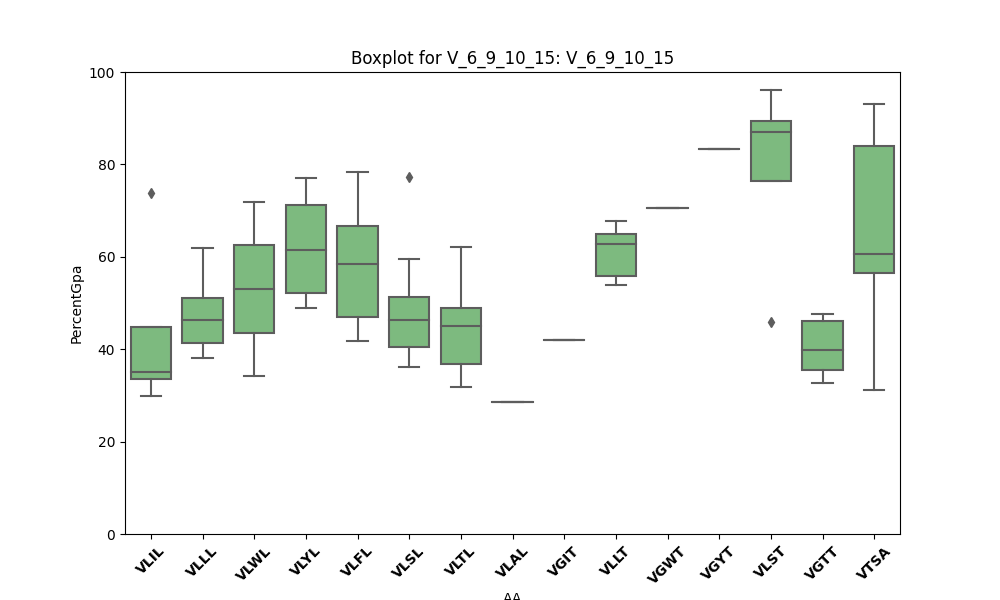 Boxplot for V_6_9_10_15: V_6_9_10_15
100
80
60
40
20
0
PercentGpa
VLIL VLLL VLWL VLYL VLFL VLSL VLTL VLAL VGIT VLLT VGWT VGYT VLST VGTT VTSA
AA